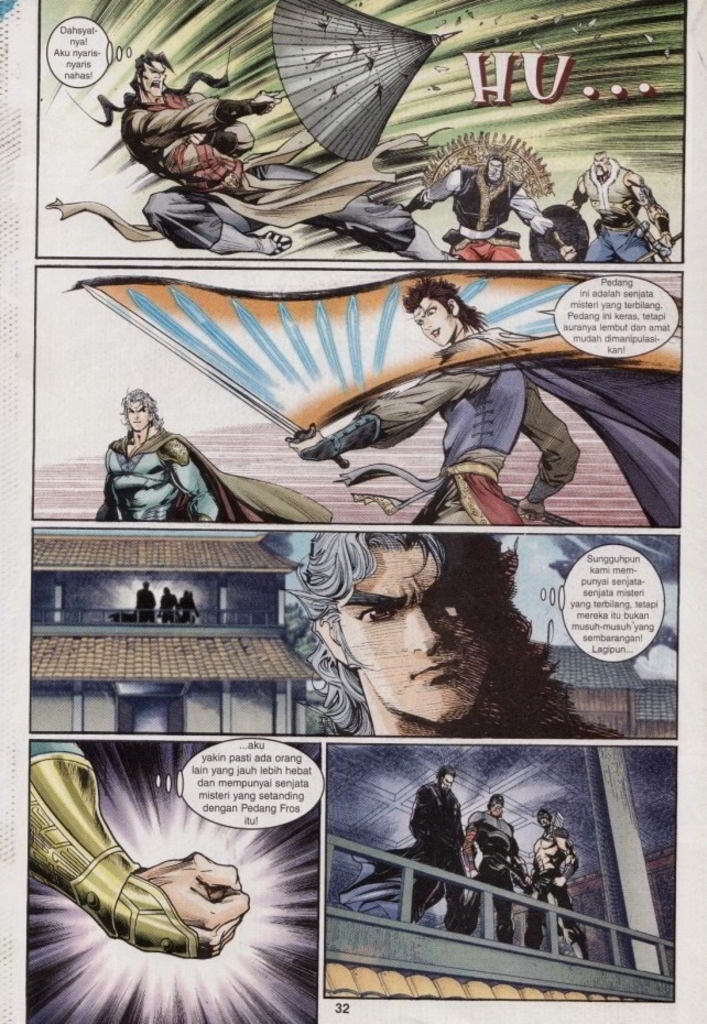 Dahsyat-
nya!
Aku nyaris-
nyaris
nahas!
HU...
Pedang
ini adalah senjata
misteri yang terbilang.
Pedang ini keras, tetapi
auranya lembut dan amat
mudah dimanipulasi-
kan!
Sungguhpun
kami mem-
punyai senjata-
senjata misteri
yang terbilang, tetapi
mereka itu bukan
musuh-musuh yang
sembarangan!
Lagipun...
...aku
yakin pasti ada orang
lain yang jauh lebih hebat
dan mempunyai senjata
misteri yang setanding
dengan Pedang Fros
itu!
32